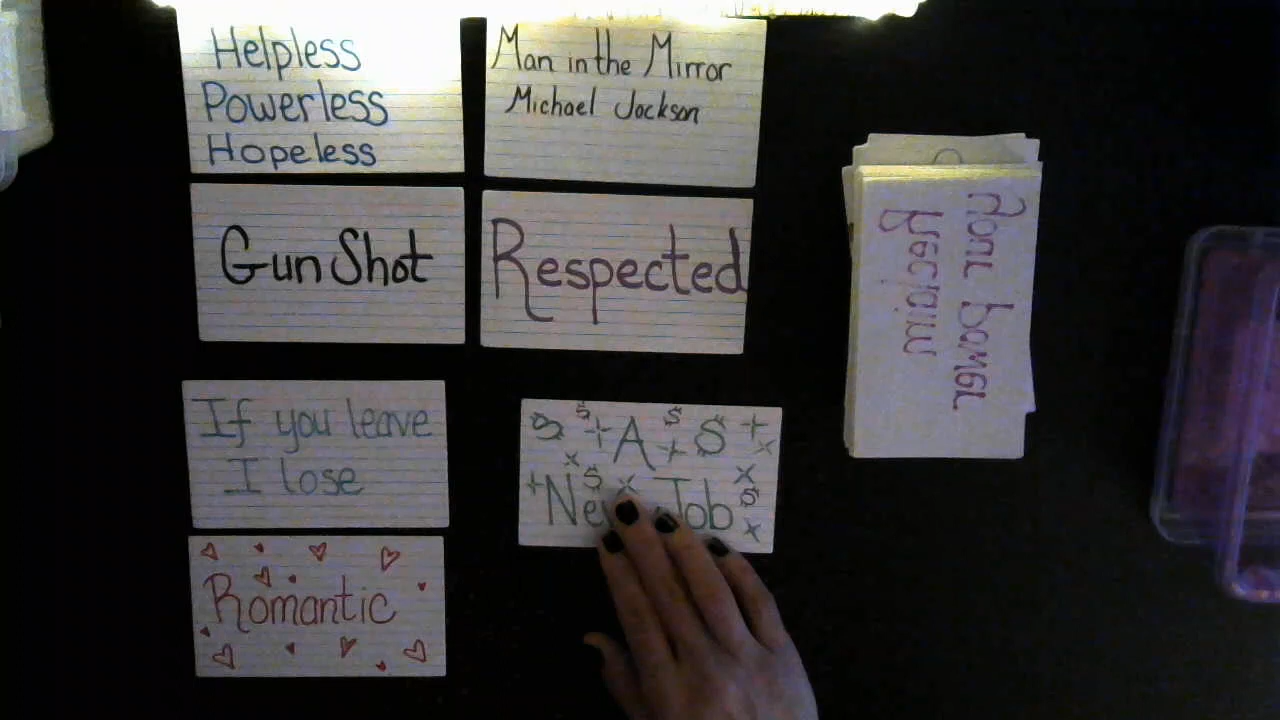 Helpless
Powerless
Hopeless
Man in the Mirror
Michael Jackson
Gun Shot
Respected
If you leave
I lose
A $
New Job
Romantic